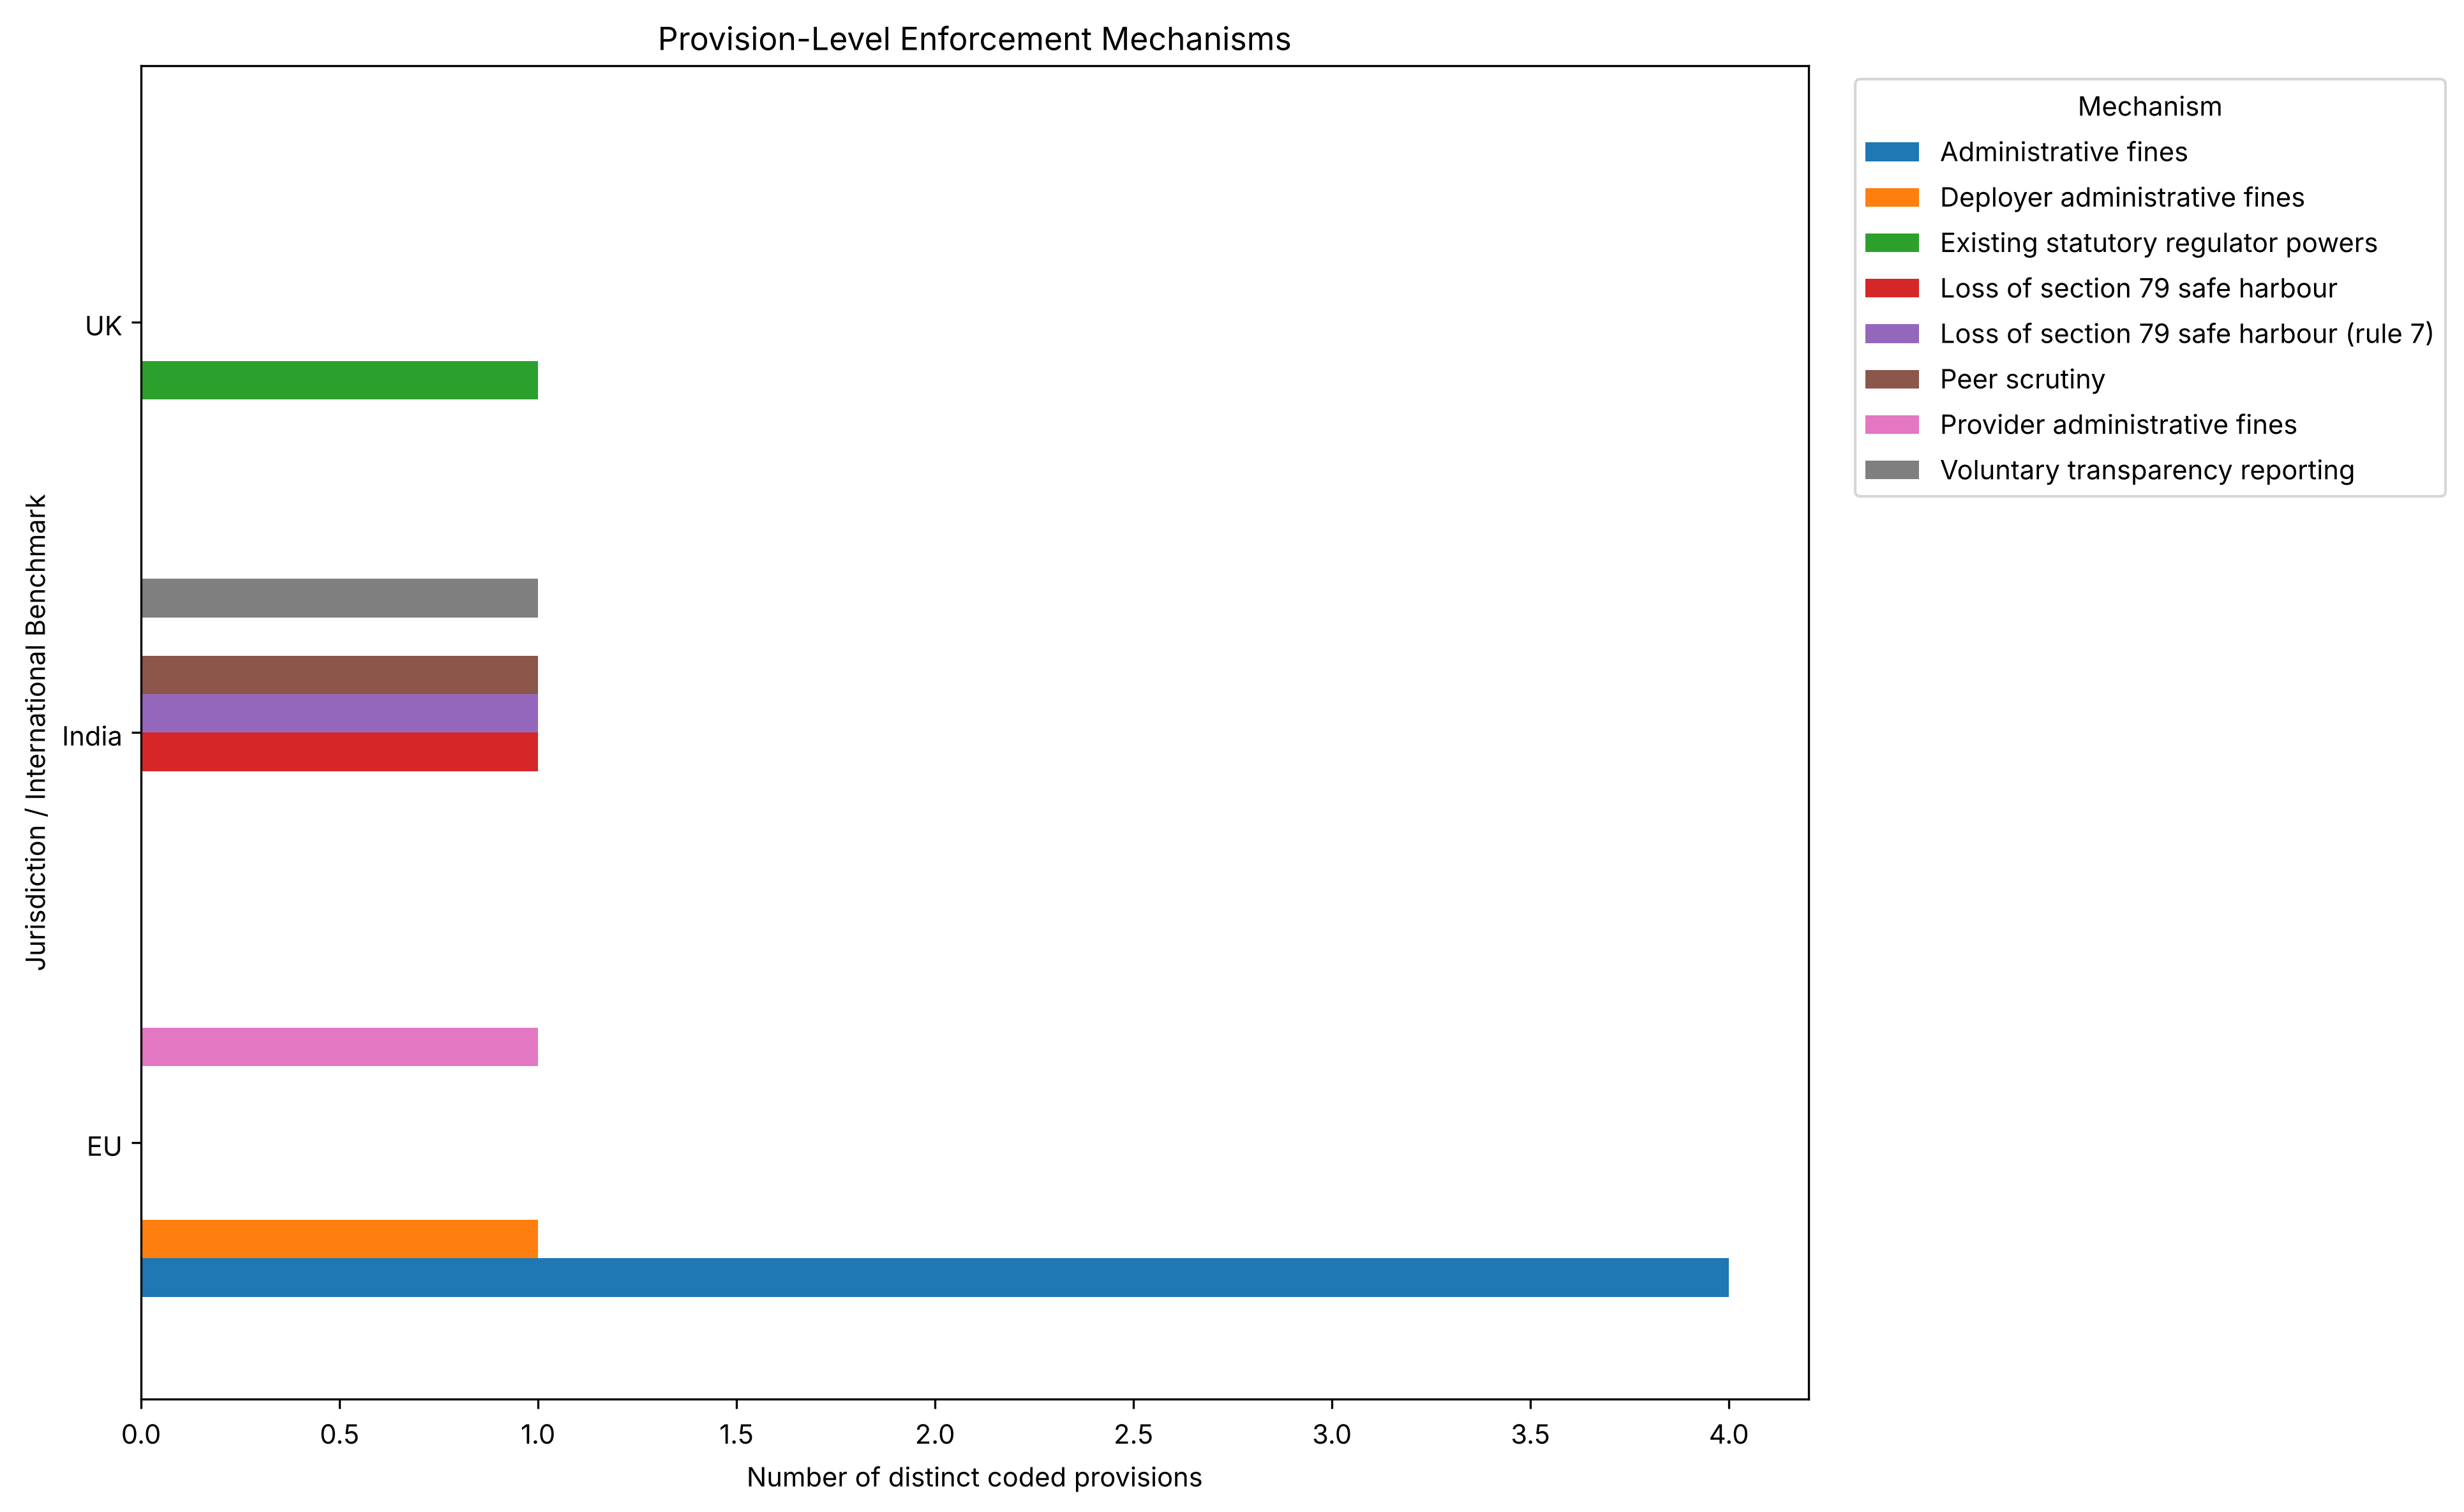 Provision-Level Enforcement Mechanisms
Jurisdiction / International Benchmark
UK
India
EU
0.0 0.5 1.0 1.5 2.0 2.5 3.0 3.5 4.0
Number of distinct coded provisions
Mechanism
Administrative fines
Deployer administrative fines
Existing statutory regulator powers
Loss of section 79 safe harbour
Loss of section 79 safe harbour (rule 7)
Peer scrutiny
Provider administrative fines
Voluntary transparency reporting